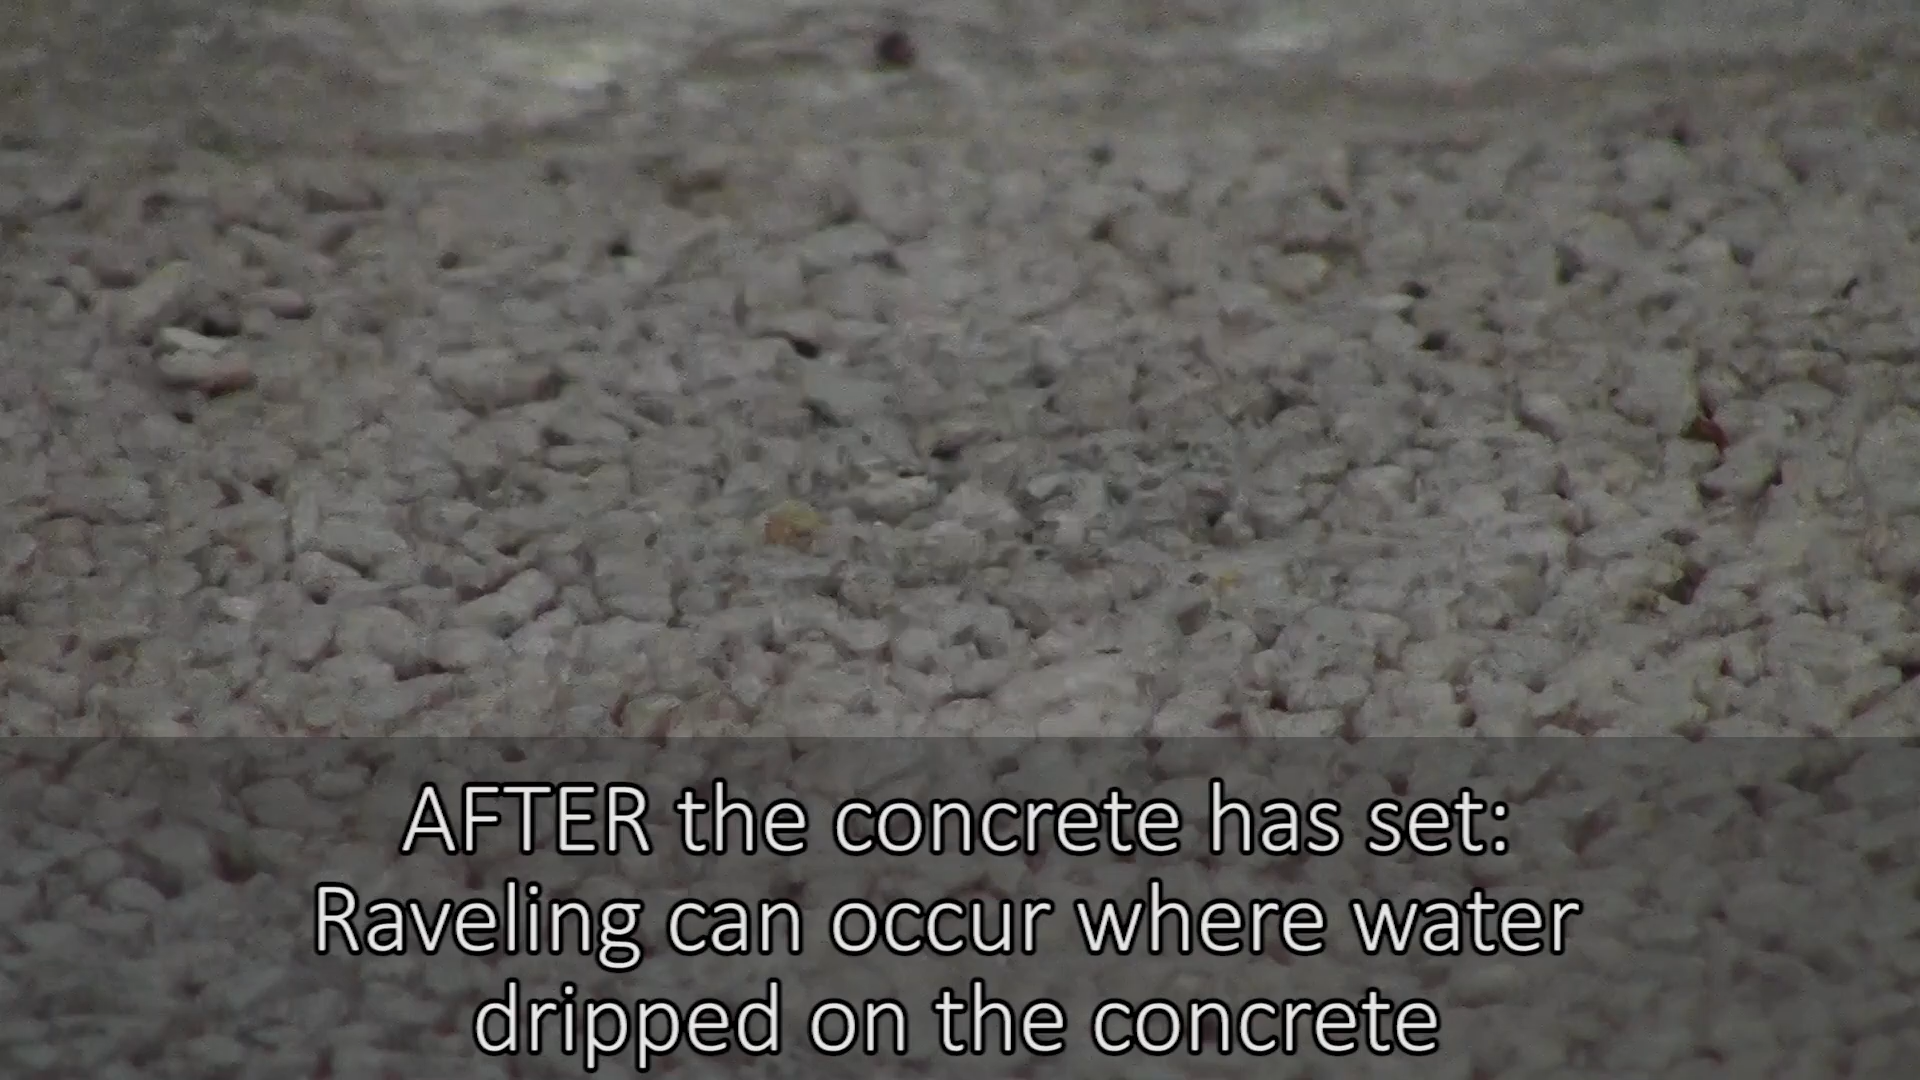 AFTER the concrete has set:
Raveling can occur where water
dripped on the concrete